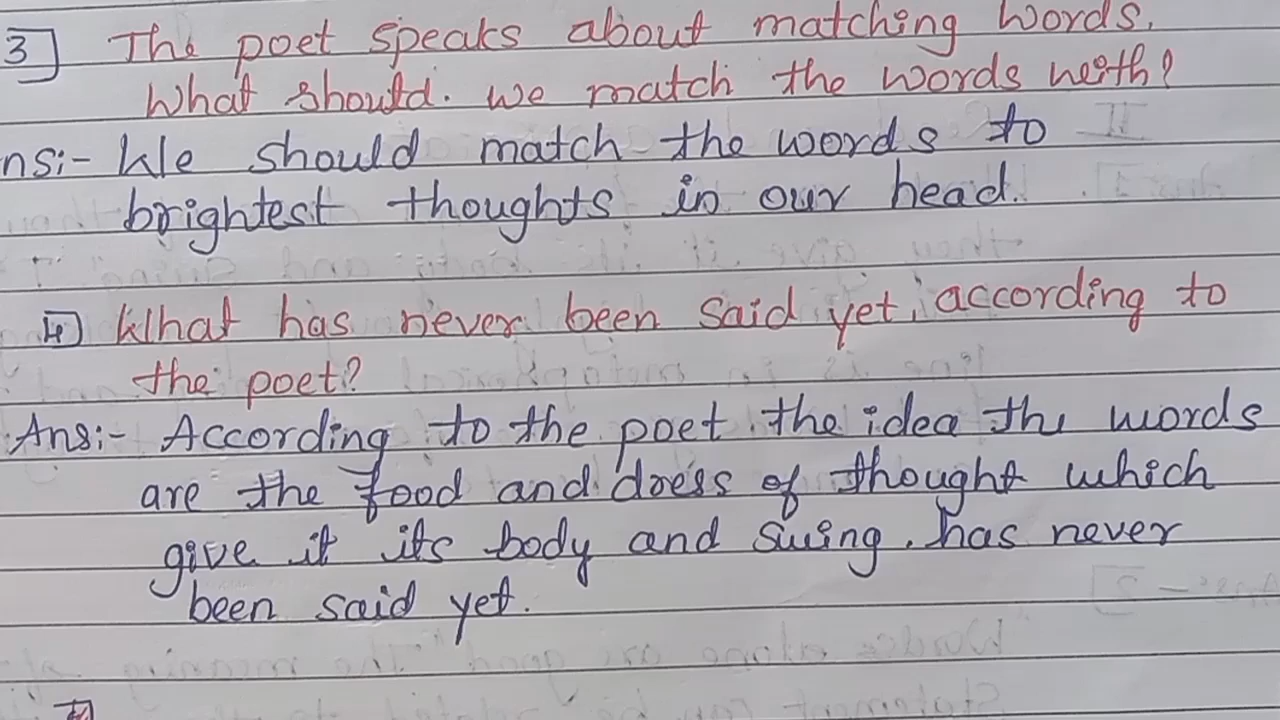 3 The poet speaks about matching words.
What should. we match the words with?
ns:- We should match the words to
brightest thoughts in our head.
4 What has never been said yet, according to
the poet?
Ans:- According to the poet the idea the words
are the food and dress of thought which
give it its body and swing, has never
been said yet.